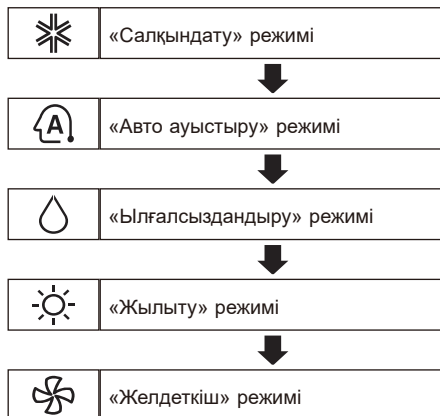 «Салқындату» режимі
A
«Авто ауыстыру» режимі
«Ылғалсыздандыру» режимі
«Жылыту» режимі
«Желдеткіш» режимі